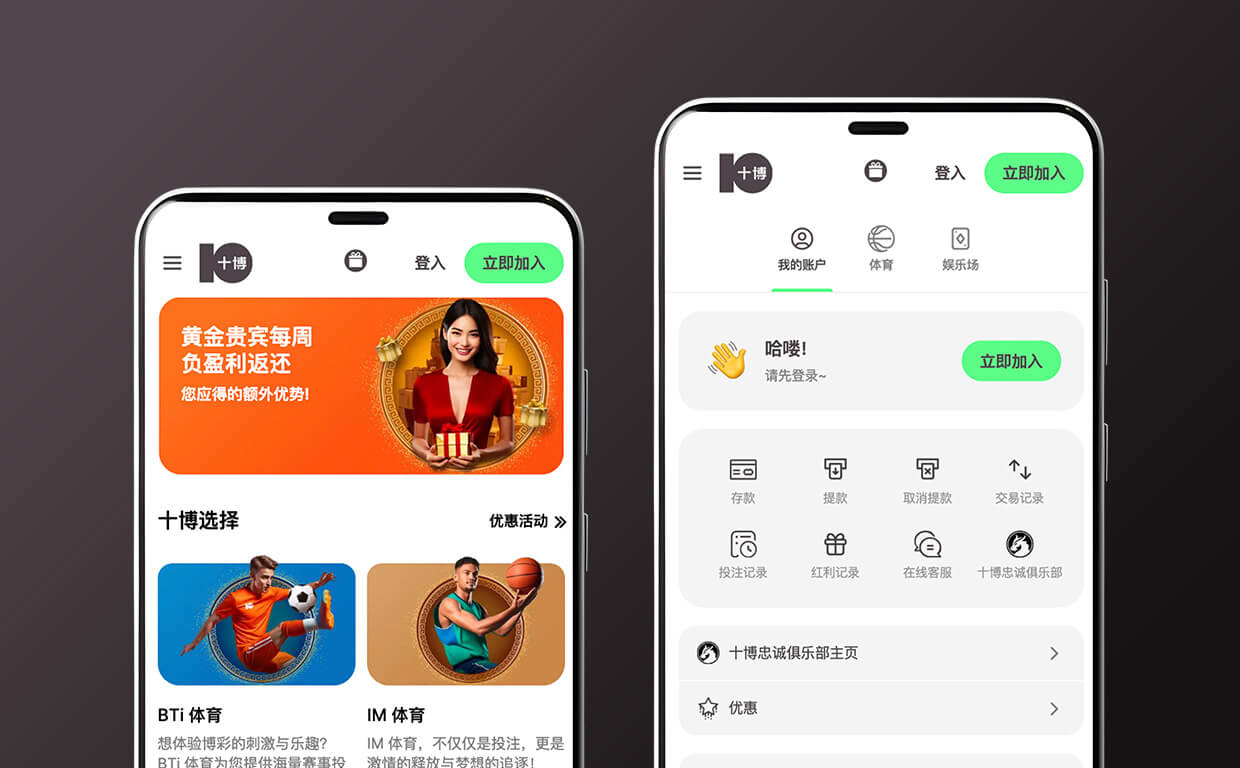 十博
登入
立即加入
黄金贵宾每周
负盈利返还
您应得的额外优势!
十博选择
优惠活动
BTi 体育
想体验博彩的刺激与乐趣?
BTi 体育为您提供海量赛事投
IM 体育
IM 体育，不仅仅是投注，更是
激情的释放与梦想的追逐!
十博
登入
立即加入
我的账户
体育
娱乐场
哈喽!
请先登录~
立即加入
存款
提款
取消提款
交易记录
投注记录
红利记录
在线客服
十博忠诚俱乐部
十博忠诚俱乐部主页
优惠